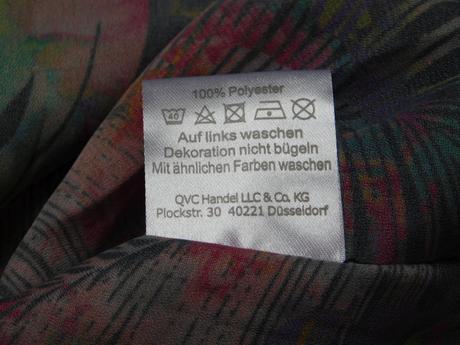 100% Polyester
40
Auf links waschen
Dekoration nicht bügeln
Mit ähnlichen Farben waschen
QVC Handel LLC & Co. KG
Plockstr. 30 40221 Düsseldorf